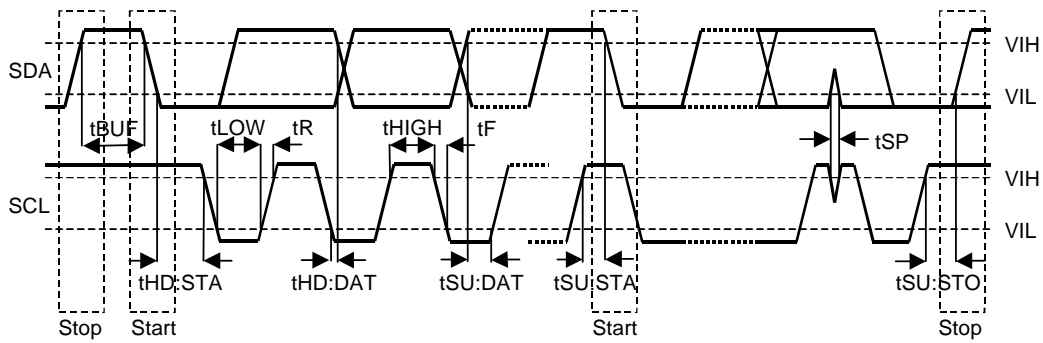 VIH
SDA
VIL
tBUF tLOW tR tHIGH tF tSP
VIH
SCL
VIL
tHD:STA tHD:DAT tSU:DAT tSU:STA tSU:STO
Stop Start Start Stop